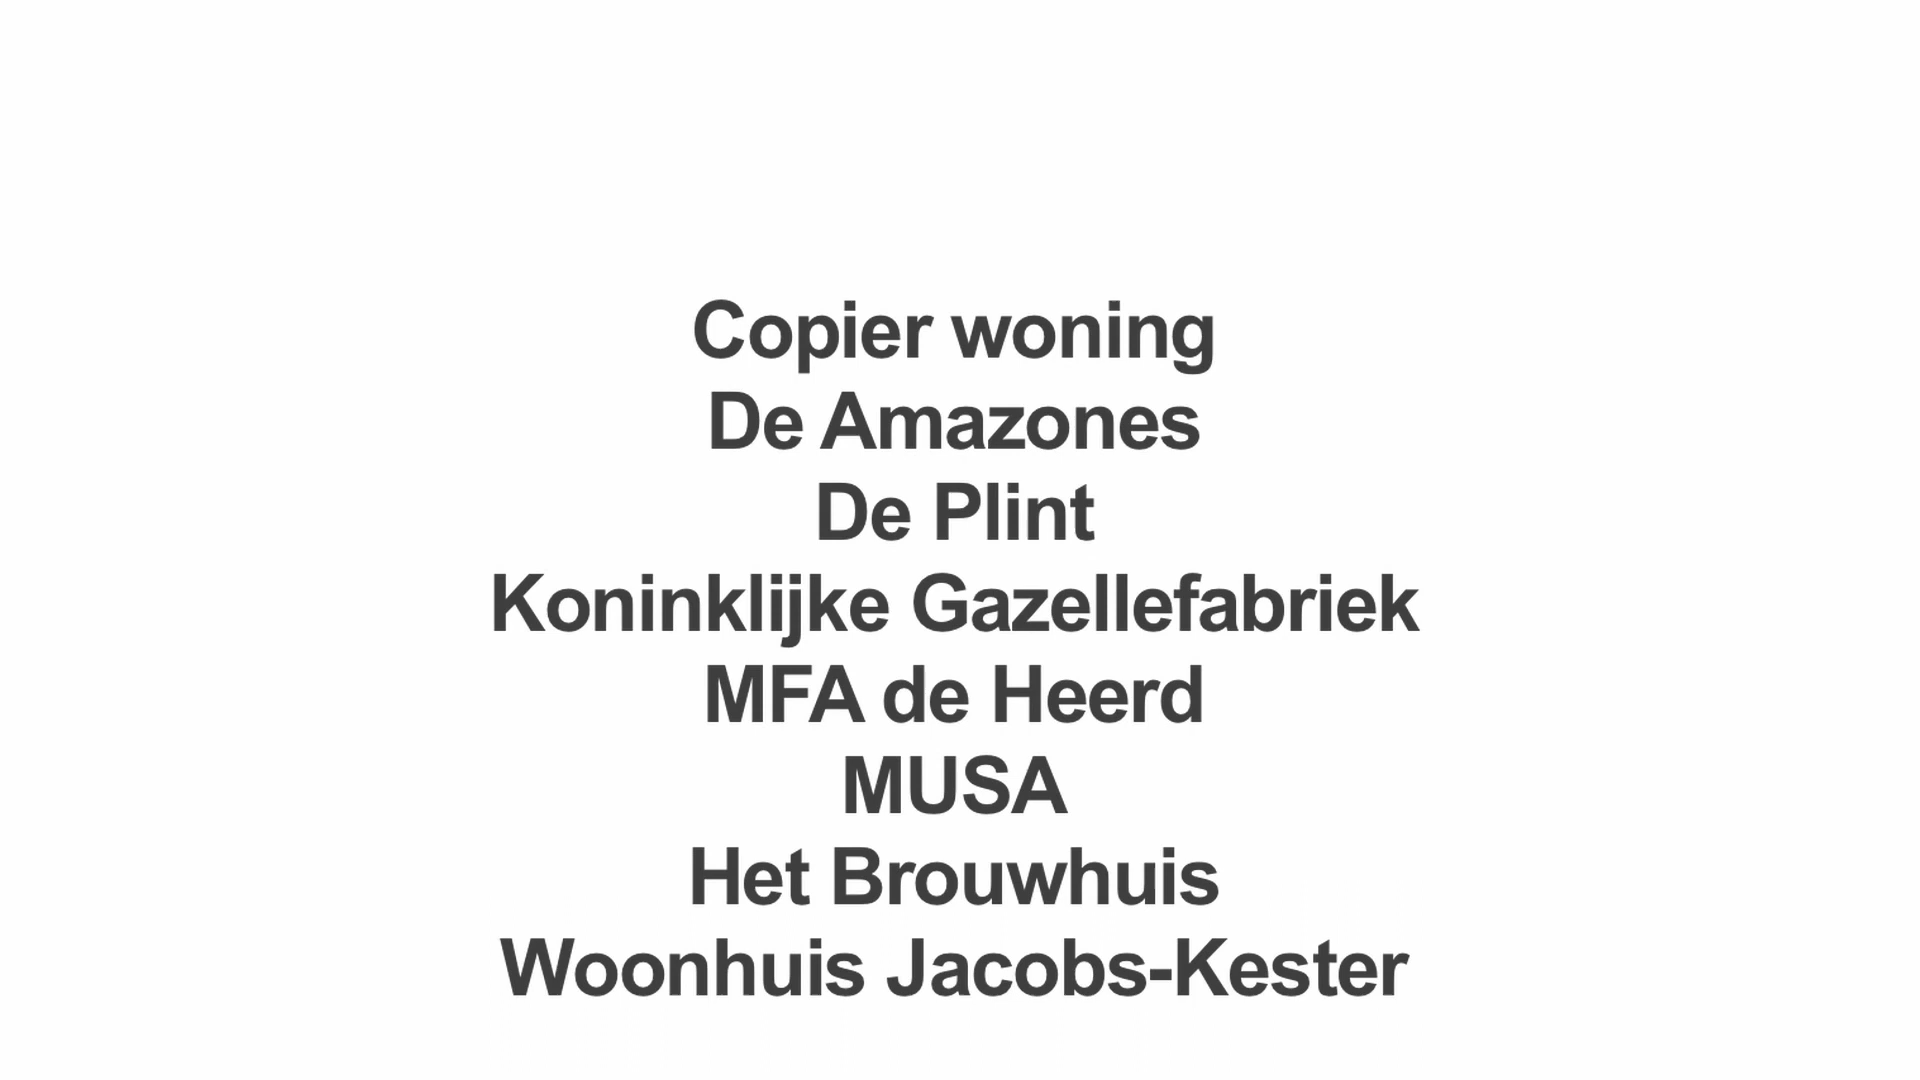 Copier woning
De Amazones
De Plint
Koninklijke Gazellefabriek
MFA de Heerd
MUSA
Het Brouwhuis
Woonhuis Jacobs-Kester